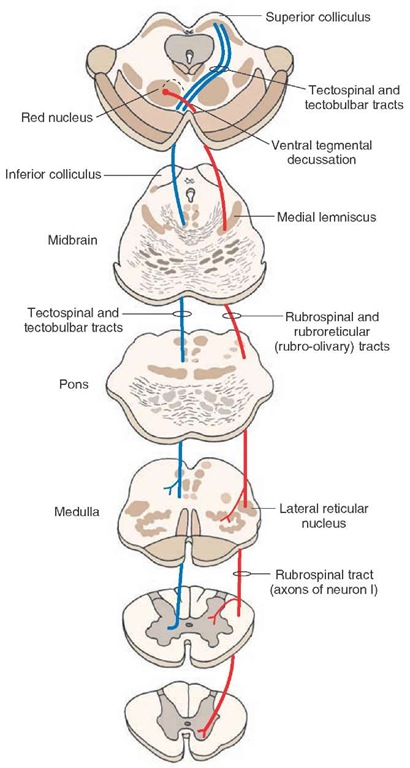 Superior colliculus
Tectospinal and
tectobulbar tracts
Red nucleus
Ventral tegmental
decussation
Inferior colliculus
Medial lemniscus
Midbrain
Tectospinal and
tectobulbar tracts
Rubrospinal and
rubroreticular
(rubro-olivary) tracts
Pons
Medulla
Lateral reticular
nucleus
Rubrospinal tract
(axons of neuron I)